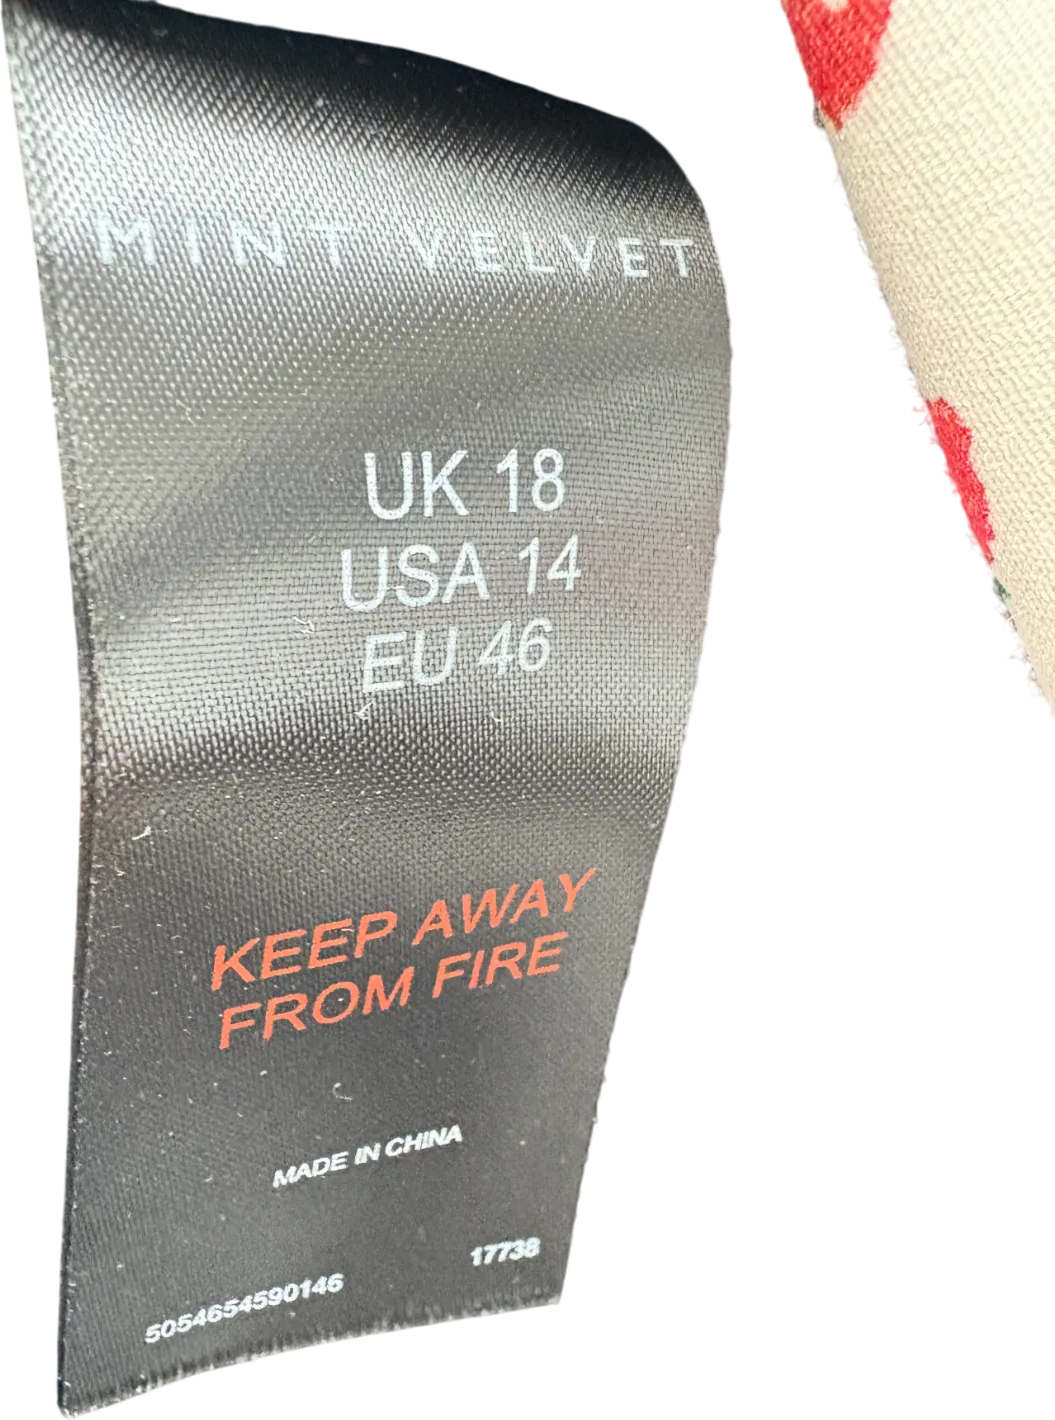 MINT VELVET
UK 18
USA 14
EU 46
KEEP AWAY
FROM FIRE
MADE IN CHINA
17738
5054654590146